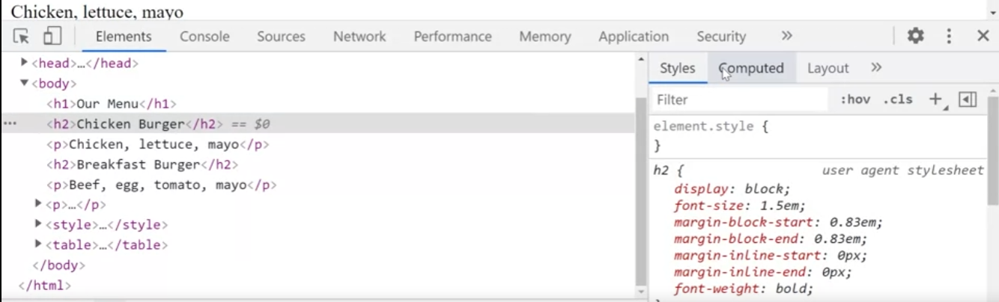 Chicken, lettuce, mayo
Elements Console Sources Network Performance Memory Application Security »
▶<head>…</head>
▼<body>
<h1>Our Menu</h1>
<h2>Chicken Burger</h2> == $0
<p>Chicken, lettuce, mayo</p>
<h2>Breakfast Burger</h2>
<p>Beef, egg, tomato, mayo</p>
▶<p>…</p>
▶<style>…</style>
▶<table>…</table>
</body>
</html>
Styles Computed Layout »
Filter :hov .cls +
element.style {
}
h2 { user agent stylesheet
display: block;
font-size: 1.5em;
margin-block-start: 0.83em;
margin-block-end: 0.83em;
margin-inline-start: 0px;
margin-inline-end: 0px;
font-weight: bold;